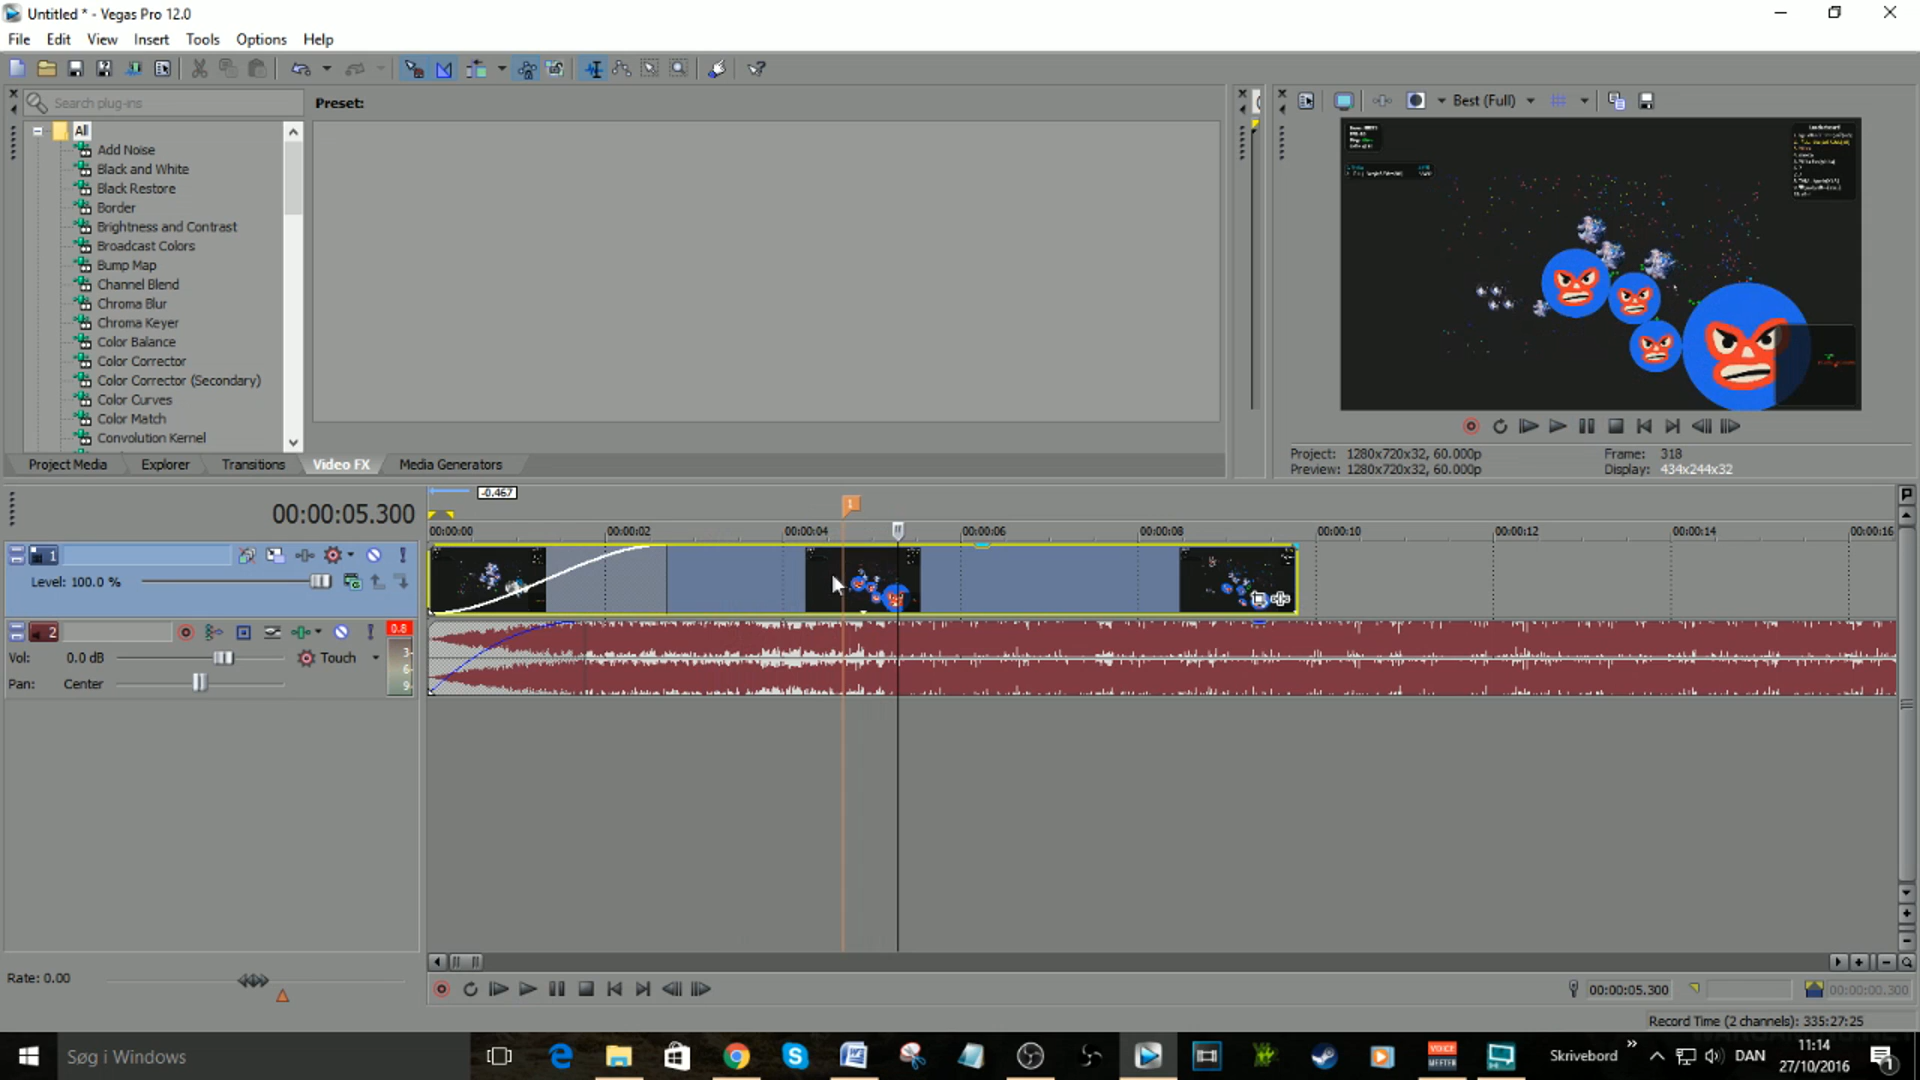 Untitled * - Vegas Pro 12.0
File Edit View Insert Tools Options Help
Search plug-ins
Preset:
Best (Full)
All
Add Noise
Black and White
Black Restore
Border
Brightness and Contrast
Broadcast Colors
Bump Map
Channel Blend
Chroma Blur
Chroma Keyer
Color Balance
Color Corrector
Color Corrector (Secondary)
Color Curves
Color Match
Convolution Kernel
Project: 1280x720x32, 60.000p Frame: 318
Preview: 1280x720x32, 60.000p Display: 434x244x32
Project Media Explorer Transitions Video FX Media Generators
-0.467
00:00:05.300
1
00:00:00 00:00:02 00:00:04 00:00:06 00:00:08 00:00:10 00:00:12 00:00:14 00:00:16
1
Level: 100.0 %
2 0.8
Vol: 0.0 dB Touch 3
6
Pan: Center 9
Rate: 0.00
00:00:05.300 00:00:00.300
Record Time (2 channels): 335:27:25
Søg i Windows
VOICE MEETER
Skrivebord » DAN
11:14
27/10/2016
1